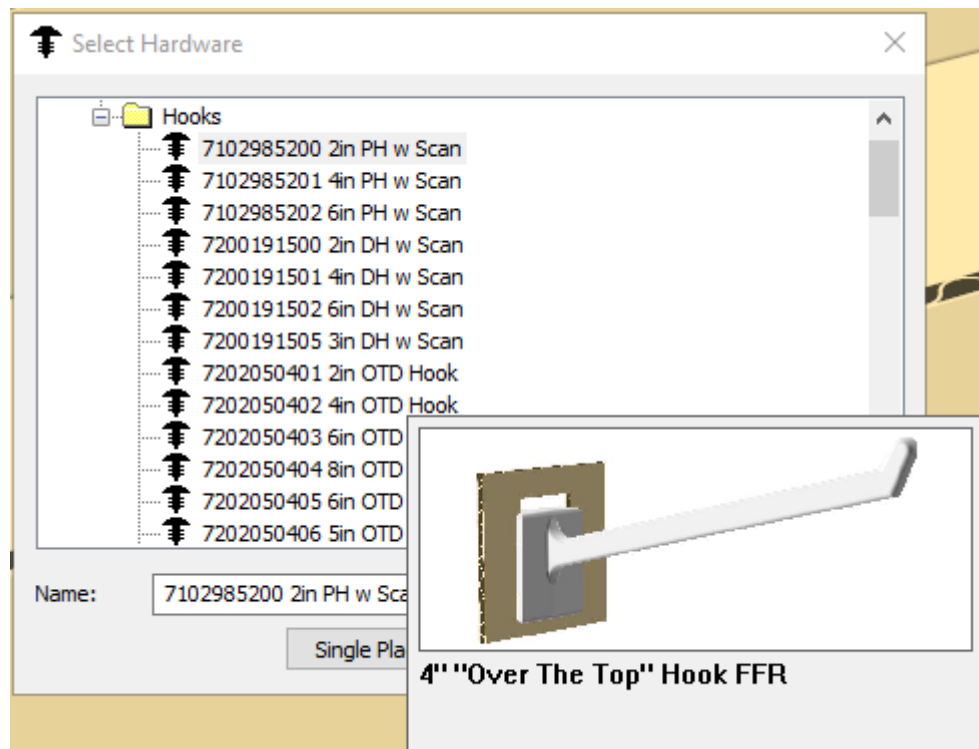 Select Hardware
Hooks
7102985200 2in PH w Scan
7102985201 4in PH w Scan
7102985202 6in PH w Scan
7200191500 2in DH w Scan
7200191501 4in DH w Scan
7200191502 6in DH w Scan
7200191505 3in DH w Scan
7202050401 2in OTD Hook
7202050402 4in OTD Hook
7202050403 6in OTD
7202050404 8in OTD
7202050405 6in OTD
7202050406 5in OTD
Name: 7102985200 2in PH w Sca
Single Pla
4" "Over The Top" Hook FFR